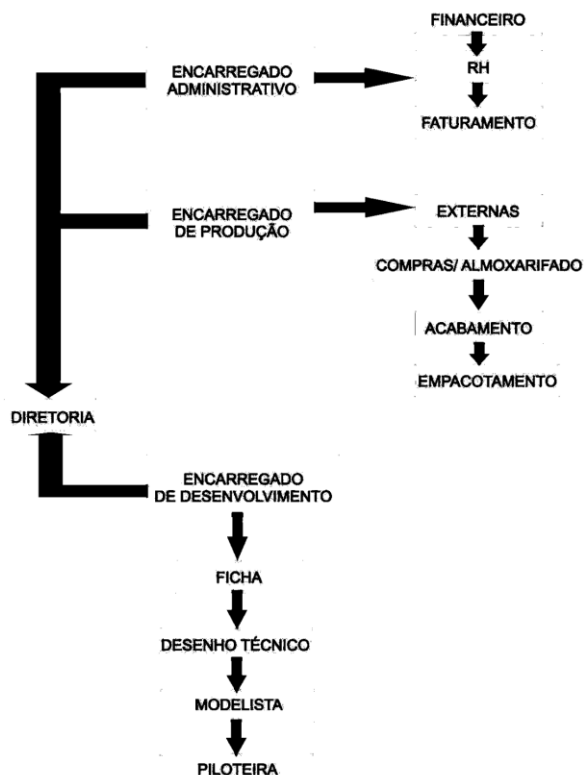 FINANCEIRO
ENCARREGADO
ADMINISTRATIVO
RH
FATURAMENTO
ENCARREGADO
DE PRODUÇÃO
EXTERNAS
COMPRAS/ ALMOXARIFADO
ACABAMENTO
EMPACOTAMENTO
DIRETORIA
ENCARREGADO
DE DESENVOLVIMENTO
FICHA
DESENHO TÉCNICO
MODELISTA
PILOTEIRA